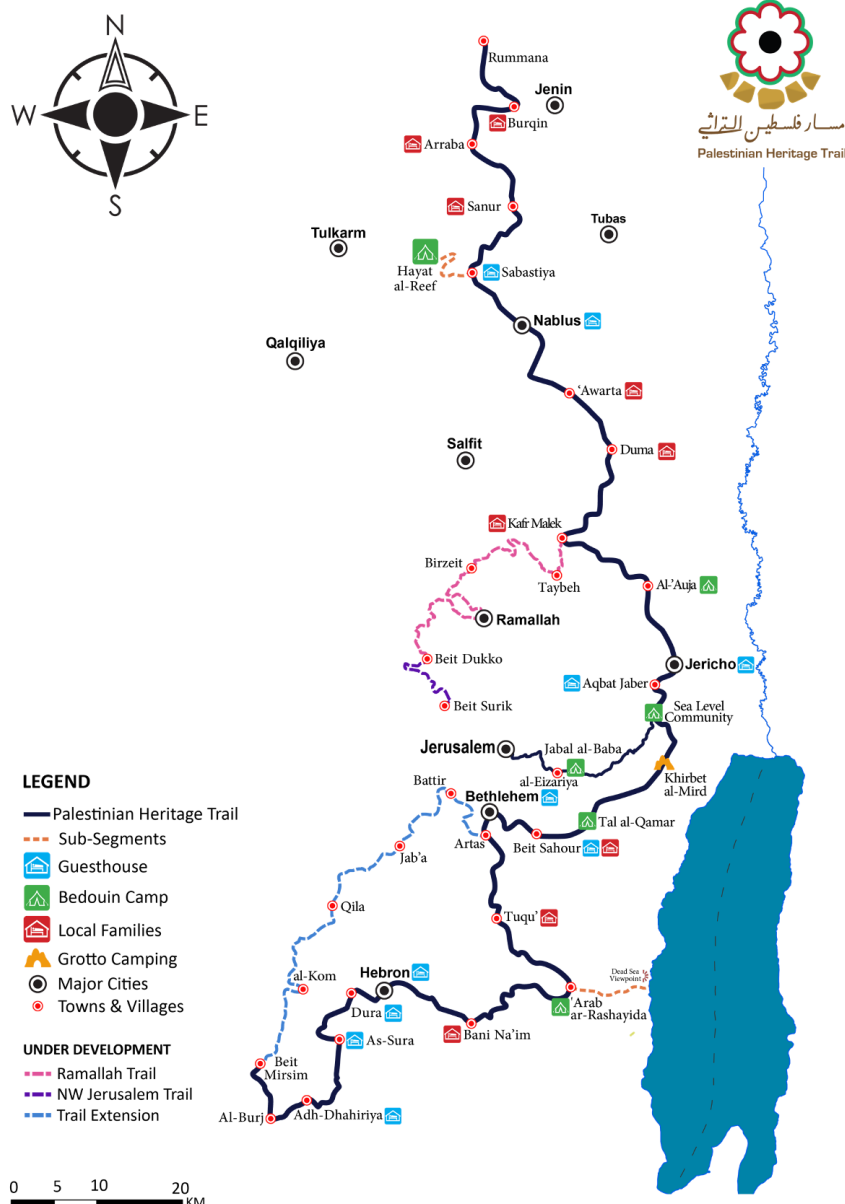 N
W
E
S
مسار فلسطين التراثي
Palestinian Heritage Trail
Rummana
Jenin
Burqin
Arraba
Sanur
Tubas
Tulkarm
Hayat
al-Reef
Sabastiya
Nablus
Qalqiliya
‘Awarta
Salfit
Duma
Kafr Malek
Birzeit
Taybeh
Al-’Auja
Ramallah
Beit Dukko
Jericho
Aqbat Jaber
Beit Surik
Sea Level
Community
Jerusalem
Jabal al-Baba
al-Eizariya
Khirbet
al-Mird
Battir
Bethlehem
Tal al-Qamar
Artas
Beit Sahour
Jab’a
Qila
Tuqu’
Dead Sea
Viewpoint
al-Kom
Hebron
Dura
‘Arab
ar-Rashayida
Bani Na’im
As-Sura
Beit
Mirsim
Al-Burj
Adh-Dhahiriya
LEGEND
Palestinian Heritage Trail
Sub-Segments
Guesthouse
Bedouin Camp
Local Families
Grotto Camping
Major Cities
Towns & Villages
UNDER DEVELOPMENT
Ramallah Trail
NW Jerusalem Trail
Trail Extension
0 5 10 20
KM